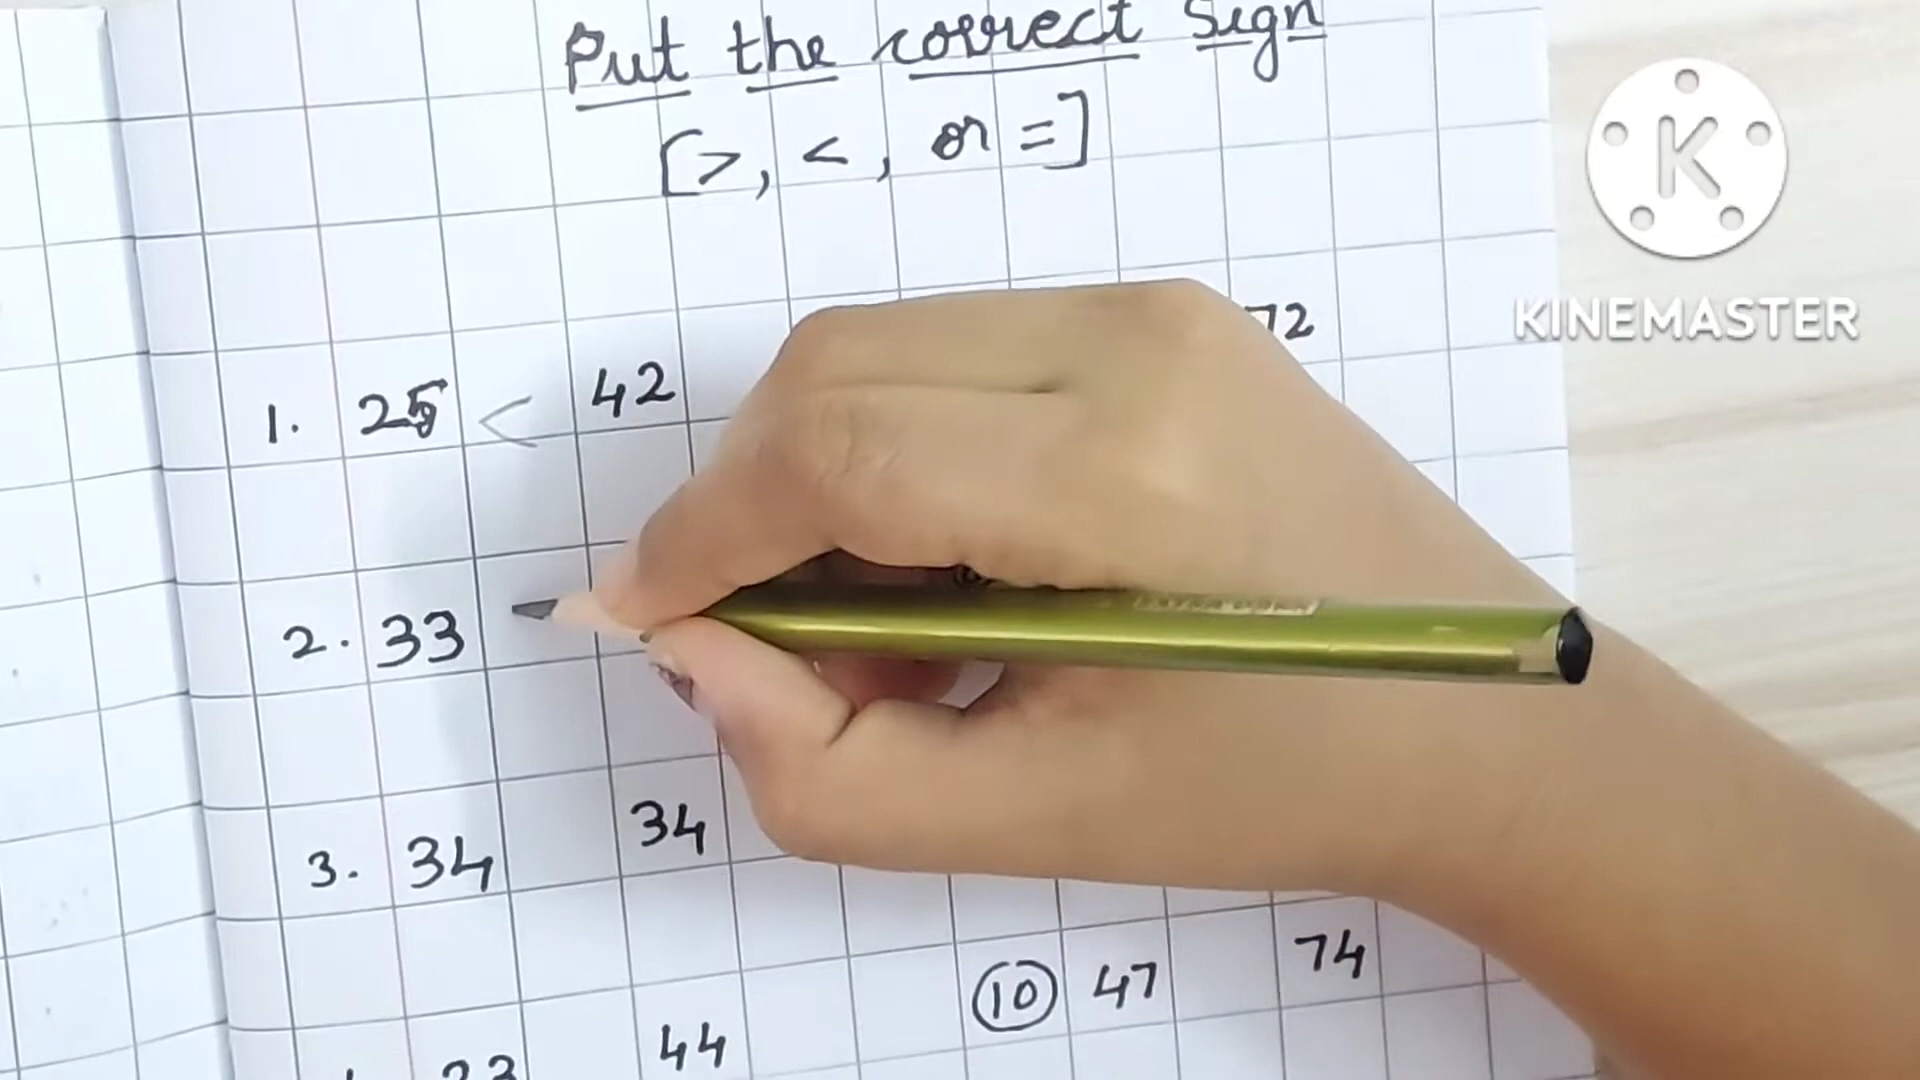 Put the correct Sign
[>, <, or =]
1. 25 < 42
72
2. 33
3. 34 34
10 47 74
44
K
KINEMASTER